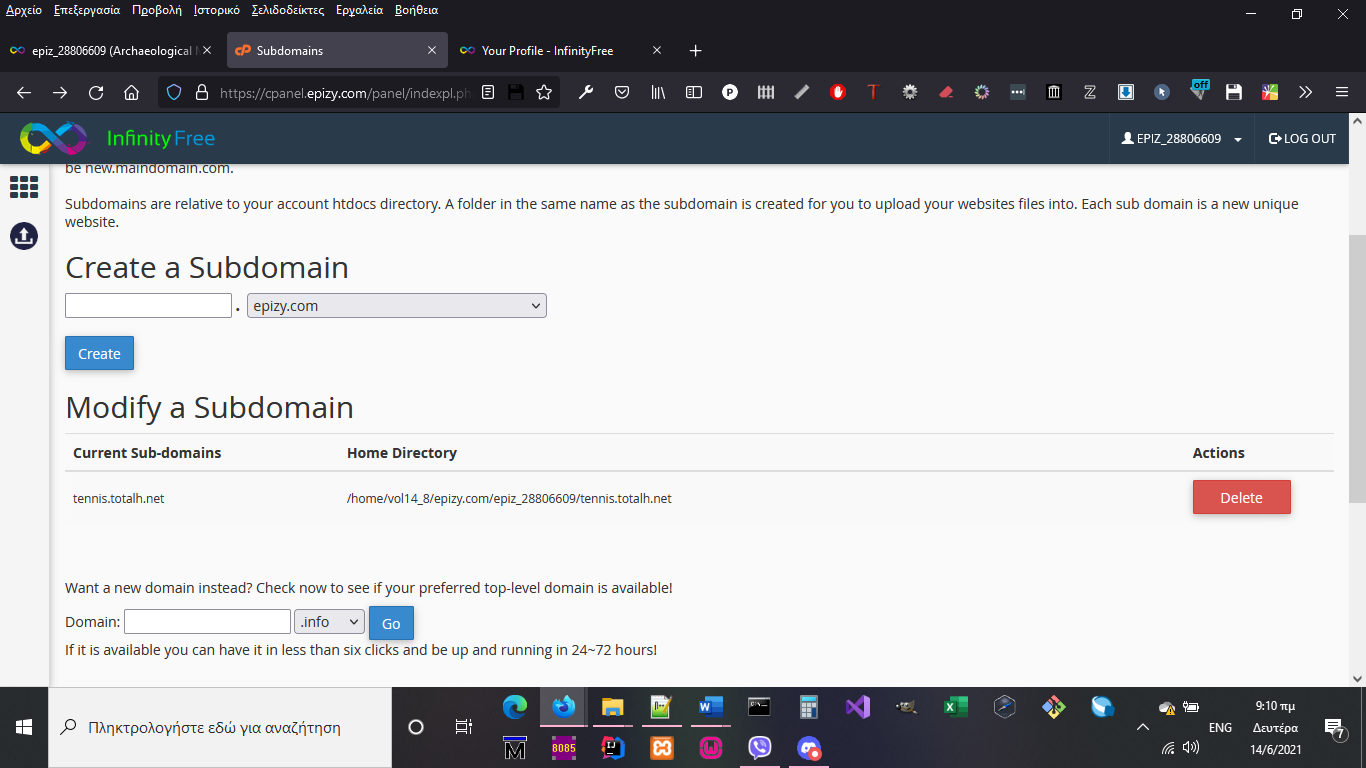 Αρχείο Επεξεργασία Προβολή Ιστορικό Σελιδοδείκτες Εργαλεία Βοήθεια
epiz_28806609 (Archaeological
Subdomains
Your Profile - InfinityFree
https://cpanel.epizy.com/panel/indexpl.ph
P
T
Z
off
InfinityFree
EPIZ_28806609
LOG OUT
be new.maindomain.com.
Subdomains are relative to your account htdocs directory. A folder in the same name as the subdomain is created for you to upload your websites files into. Each sub domain is a new unique
website.
Create a Subdomain
. epizy.com
Create
Modify a Subdomain
Current Sub-domains Home Directory Actions
tennis.totalh.net /home/vol14_8/epizy.com/epiz_28806609/tennis.totalh.net Delete
Want a new domain instead? Check now to see if your preferred top-level domain is available!
Domain: .info Go
If it is available you can have it in less than six clicks and be up and running in 24~72 hours!
Πληκτρολογήστε εδώ για αναζήτηση
M
8085
IJ
ENG
9:10 πμ
Δευτέρα
14/6/2021
7